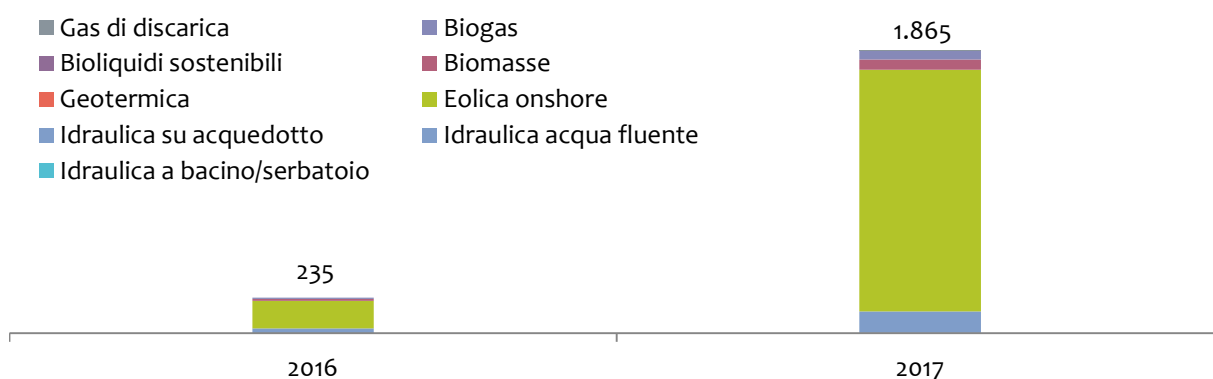 Gas di discarica
Biogas
Bioliquidi sostenibili
Biomasse
Geotermica
Eolica onshore
Idraulica su acquedotto
Idraulica acqua fluente
Idraulica a bacino/serbatoio
1.865
235
2016
2017